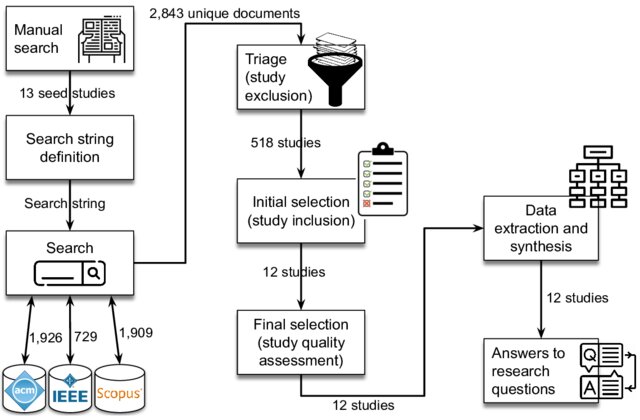 Manual
search
13 seed studies
Search string
definition
Search string
Search
1,926
729
1,909
acm
IEEE
Scopus®
2,843 unique documents
Triage
(study
exclusion)
518 studies
Initial selection
(study inclusion)
12 studies
Final selection
(study quality
assessment)
12 studies
Data
extraction and
synthesis
12 studies
Answers to
research
questions
Q
A